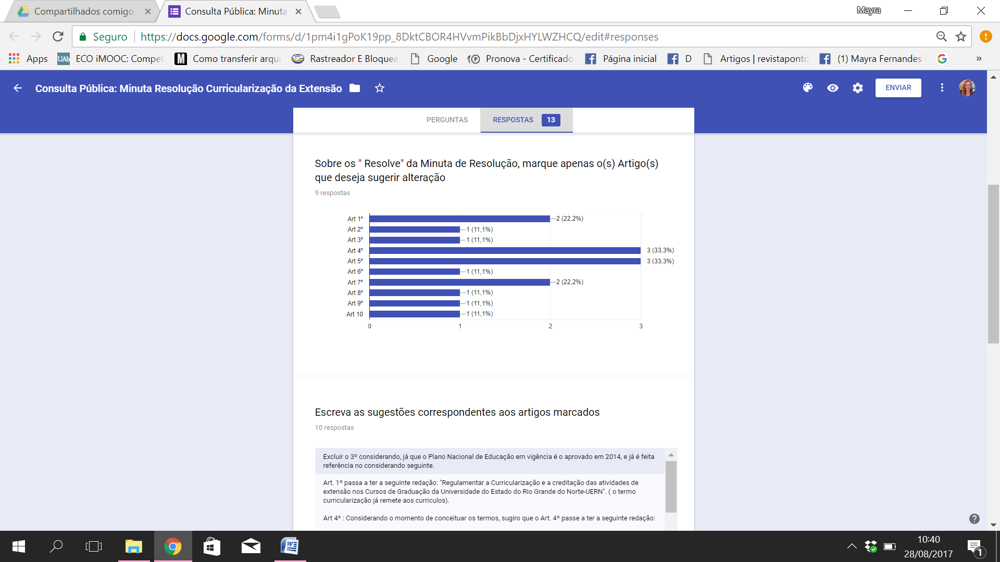 Compartilhados comigo
Consulta Pública: Minuta
Mayra
Seguro
https://docs.google.com/forms/d/1pm4i1gPoK19pp_8DktCBOR4HVvmPikBbDjxHYLWZHCQ/edit#responses
Apps
UAb
ECO iMOOC: Compet
M
Como transferir arqui
Rastreador E Bloquea
Google
Pronova - Certificado
Página inicial
D
Artigos | revistaponto
(1) Mayra Fernandes
»
Consulta Pública: Minuta Resolução Curricularização da Extensão
ENVIAR
PERGUNTAS
RESPOSTAS 13
Sobre os " Resolve" da Minuta de Resolução, marque apenas o(s) Artigo(s)
que deseja sugerir alteração
9 respostas
Art 1º 2 (22,2%)
Art 2º 1 (11,1%)
Art 3º 1 (11,1%)
Art 4º 3 (33,3%)
Art 5º 3 (33,3%)
Art 6º 1 (11,1%)
Art 7º 2 (22,2%)
Art 8º 1 (11,1%)
Art 9º 1 (11,1%)
Art 10 1 (11,1%)
0 1 2 3
Escreva as sugestões correspondentes aos artigos marcados
10 respostas
Excluir o 3º considerando, já que o Plano Nacional de Educação em vigência é o aprovado em 2014, e já é feita
referência no considerando seguinte.
Art. 1º passa a ter a seguinte redação: "Regulamentar a Curricularização e a creditação das atividades de
extensão nos Cursos de Graduação da Universidade do Estado do Rio Grande do Norte-UERN". ( o termo
curricularização já remete aos curriculos).
Art 4º : Considerando o momento de conceituar os termos, sugiro que o Art. 4º passe a ter a seguinte redação:
10:40
28/08/2017
1